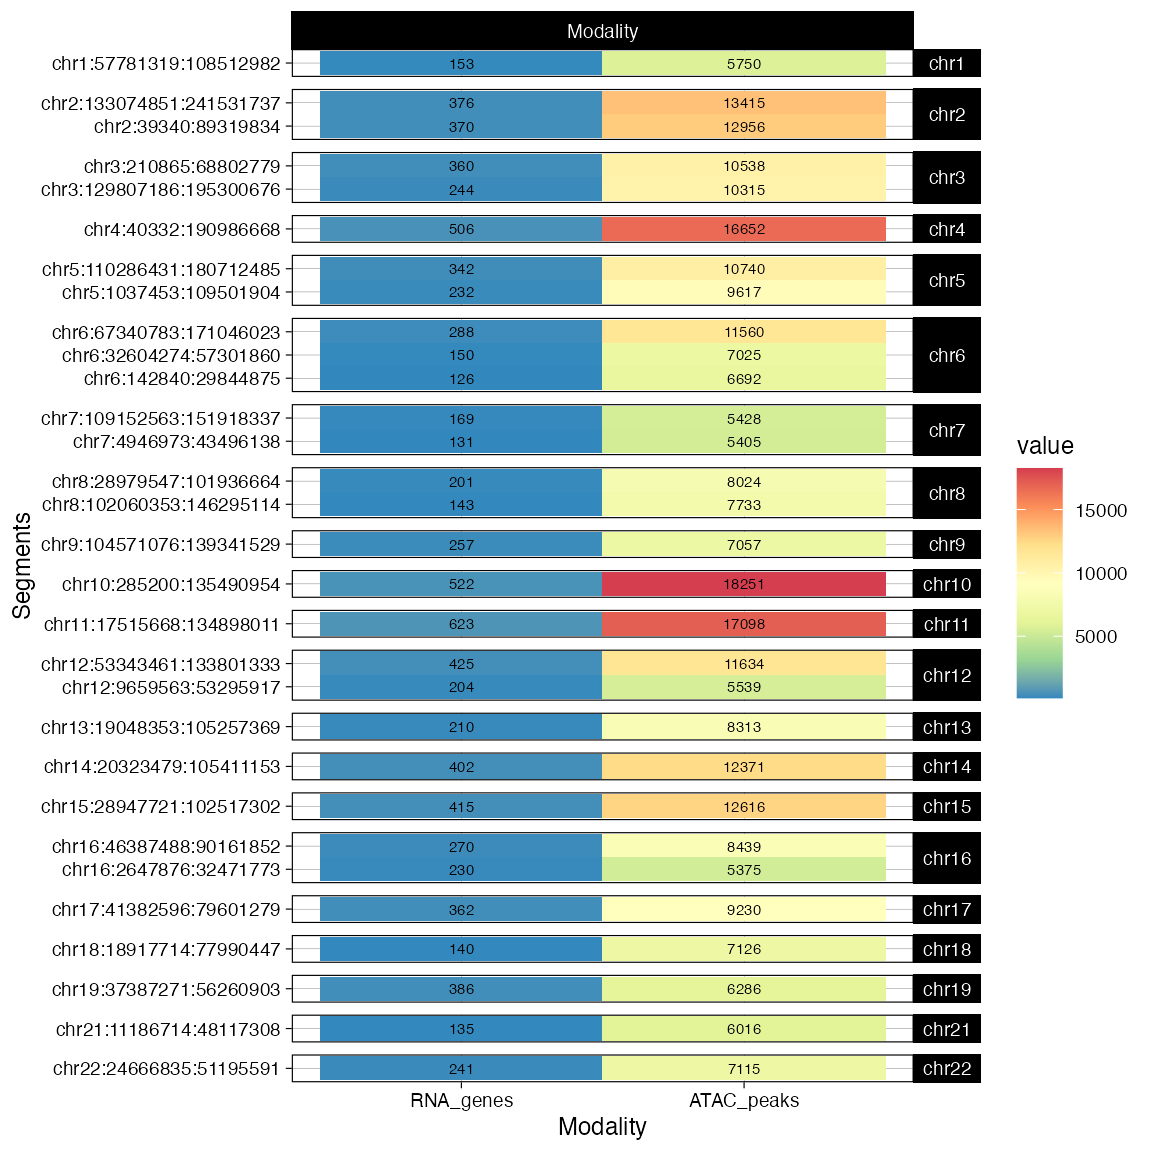 Modality
chr1:57781319:108512982 153 5750 chr1
chr2:133074851:241531737 376 13415
chr2
chr2:39340:89319834 370 12956
chr3:210865:68802779 360 10538
chr3
chr3:129807186:195300676 244 10315
chr4:40332:190986668 506 16652 chr4
chr5:110286431:180712485 342 10740
chr5
chr5:1037453:109501904 232 9617
chr6:67340783:171046023 288 11560
chr6:32604274:57301860 150 7025 chr6
chr6:142840:29844875 126 6692
chr7:109152563:151918337 169 5428
chr7
chr7:4946973:43496138 131 5405
chr8:28979547:101936664 201 8024
chr8
chr8:102060353:146295114 143 7733
chr9:104571076:139341529 257 7057 chr9
chr10:285200:135490954 522 18251 chr10
chr11:17515668:134898011 623 17098 chr11
chr12:53343461:133801333 425 11634
chr12
chr12:9659563:53295917 204 5539
chr13:19048353:105257369 210 8313 chr13
chr14:20323479:105411153 402 12371 chr14
chr15:28947721:102517302 415 12616 chr15
chr16:46387488:90161852 270 8439
chr16
chr16:2647876:32471773 230 5375
chr17:41382596:79601279 362 9230 chr17
chr18:18917714:77990447 140 7126 chr18
chr19:37387271:56260903 386 6286 chr19
chr21:11186714:48117308 135 6016 chr21
chr22:24666835:51195591 241 7115 chr22
RNA_genes ATAC_peaks
Modality
Segments
value
15000
10000
5000